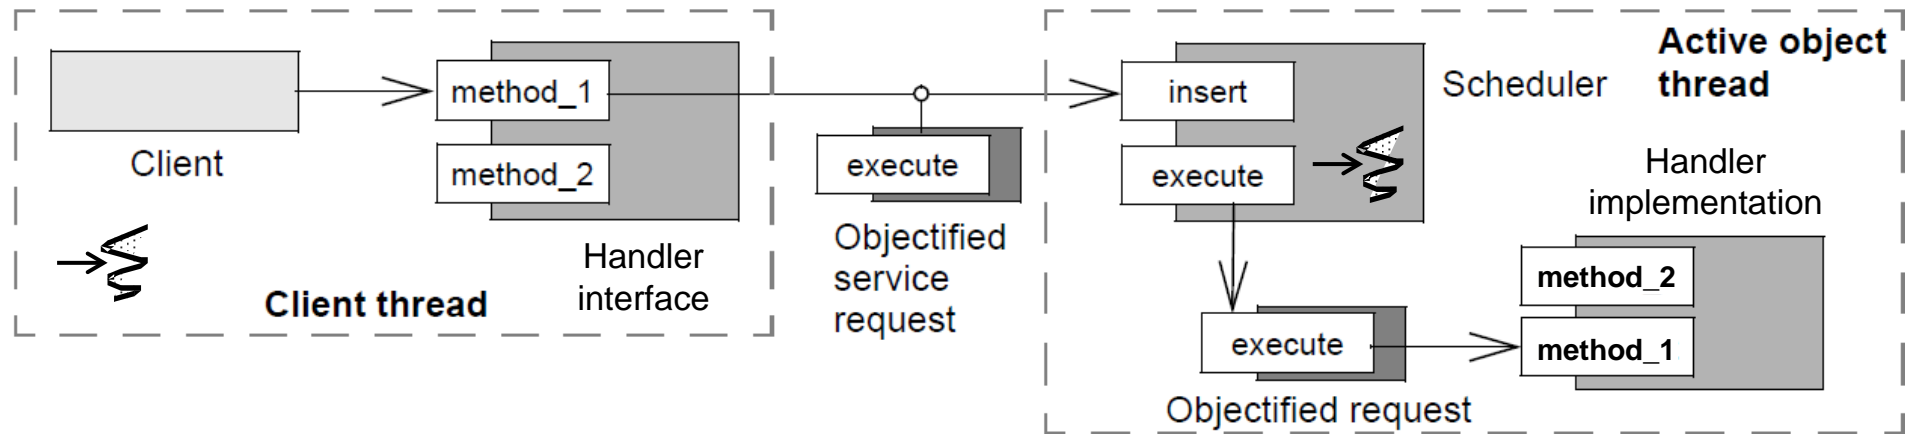 Client
Client thread
method_1
method_2
Handler
interface
execute
Objectified
service
request
insert
execute
Scheduler
Active object
thread
execute
Objectified request
Handler
implementation
method_2
method_1